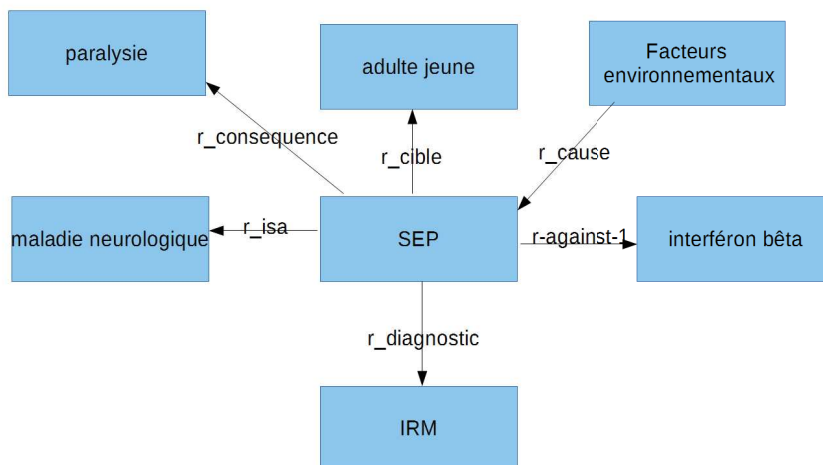 paralysie
adulte jeune
Facteurs
environnementaux
r_consequence
r_cible
r_cause
maladie neurologique
r_isa
SEP
r-against-1
interféron bêta
r_diagnostic
IRM